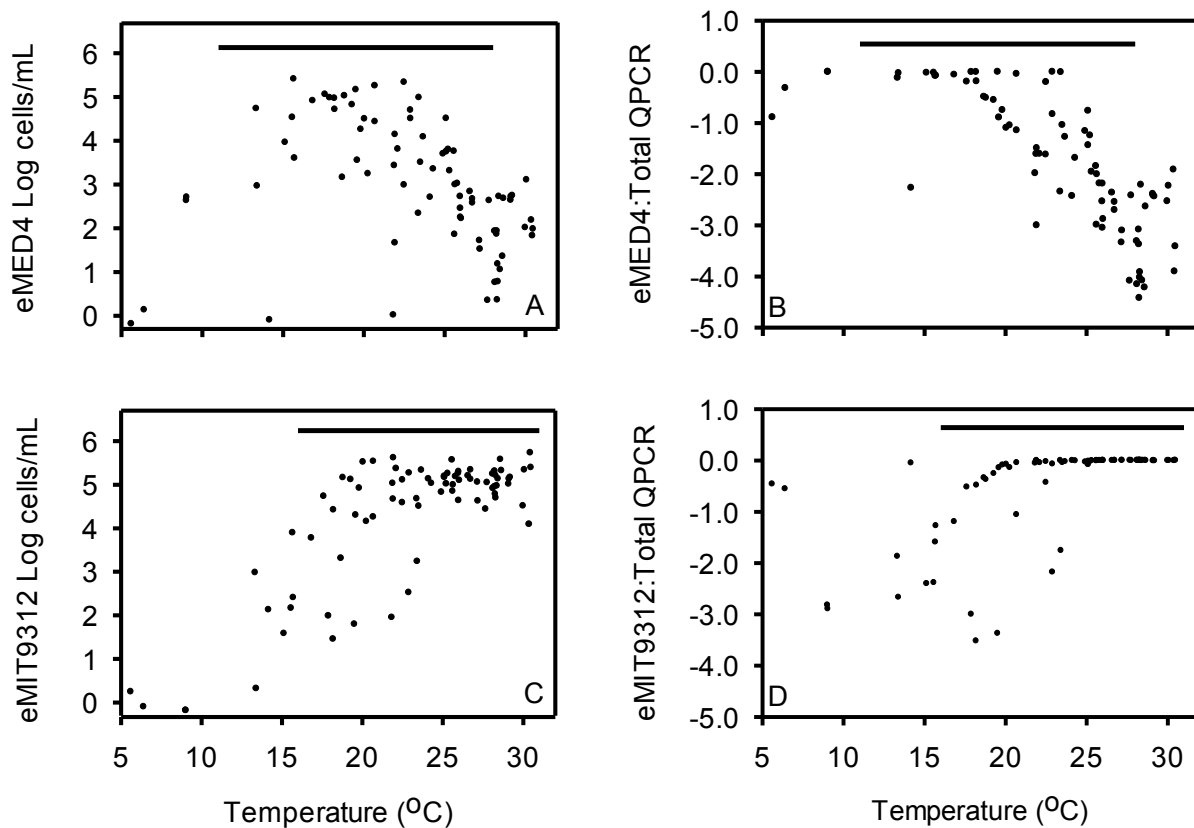 eMED4 Log cells/mL
6
5
4
3
2
1
0
A
eMED4:Total QPCR
1.0
0.0
-1.0
-2.0
-3.0
-4.0
-5.0
B
eMIT9312 Log cells/mL
6
5
4
3
2
1
0
C
5 10 15 20 25 30
Temperature (°C)
eMIT9312:Total QPCR
1.0
0.0
-1.0
-2.0
-3.0
-4.0
-5.0
D
5 10 15 20 25 30
Temperature (°C)